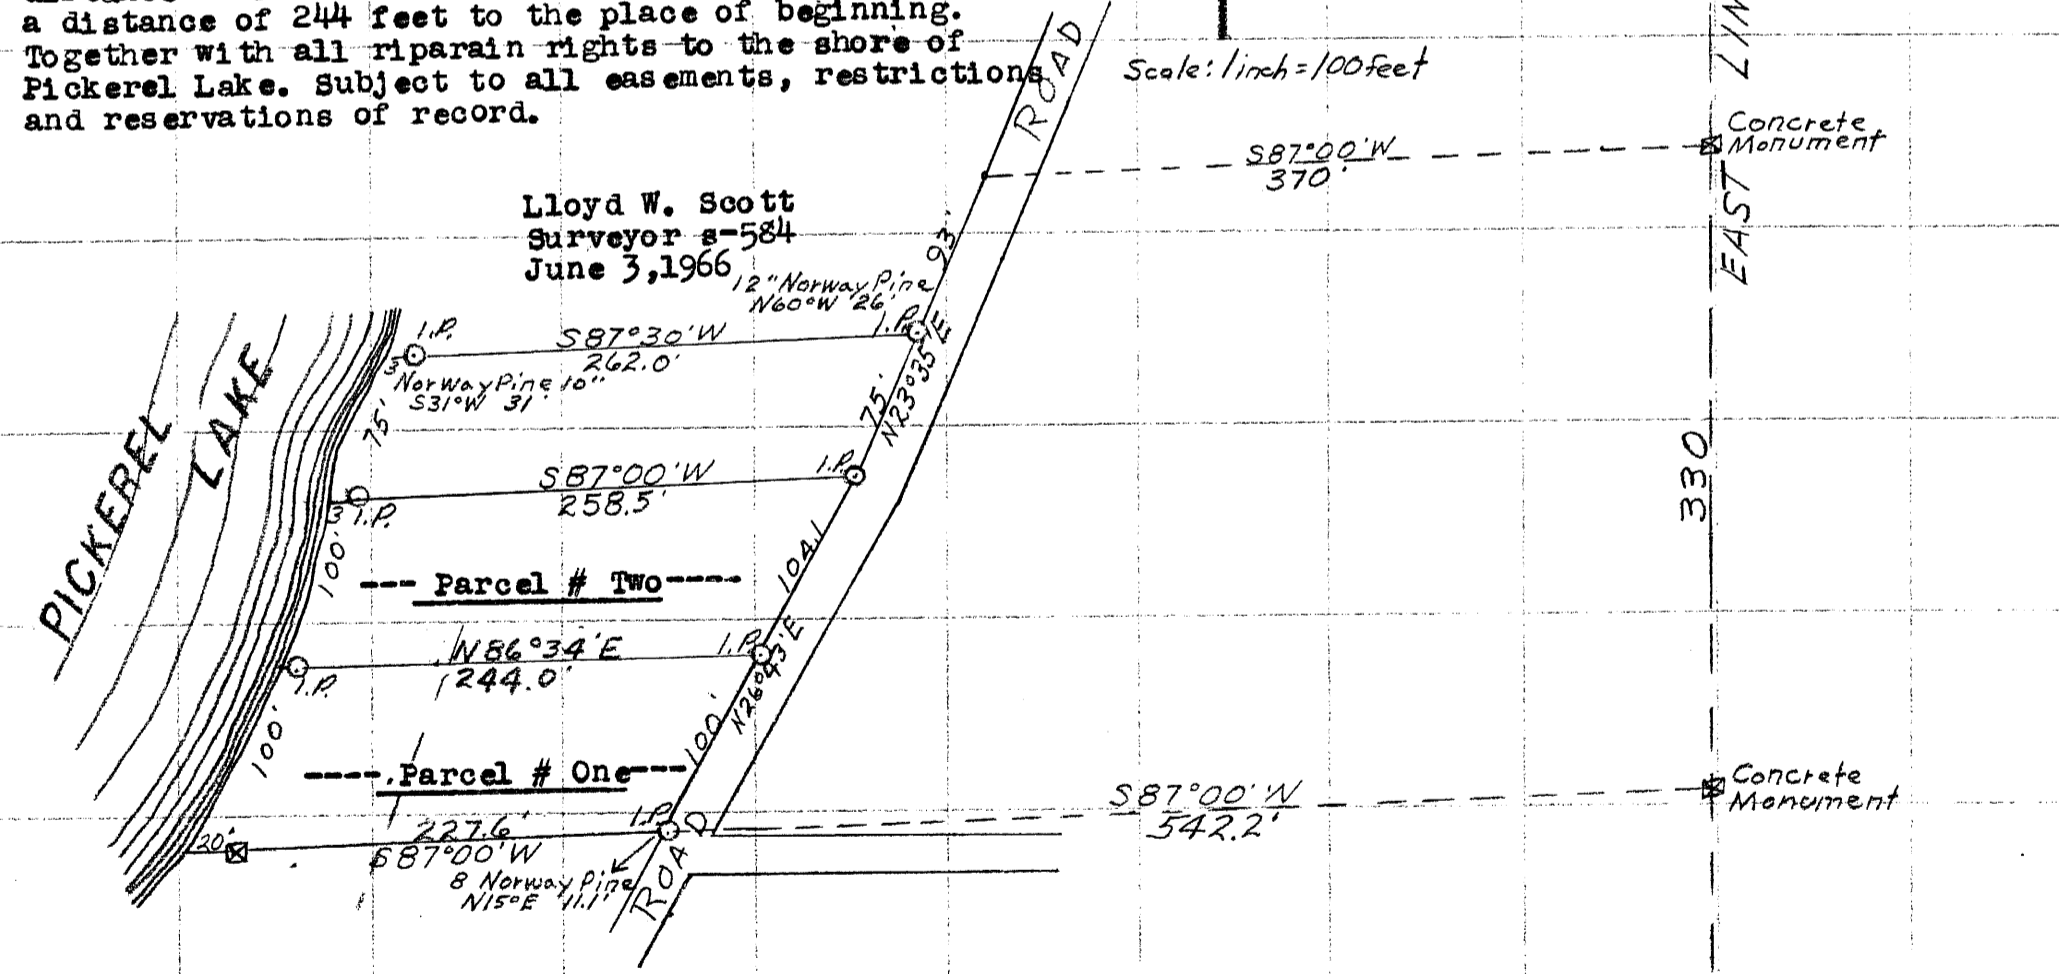 a distance of 244 feet to the place of beginning.
Together with all riparain rights to the shore of
Pickerel Lake. Subject to all easements, restrictions
and reservations of record.
ROAD
Scale: 1 inch = 100 feet
EAST LIN
Concrete
Monument
S87°00'W
370'
Lloyd W. Scott
Surveyor s-584
June 3,1966
93'
12" Norway Pine
N60°W 26'
I.P.
S87°30'W
262.0'
I.P.
3
Norway Pine 10"
S31°W 31'
75'
75'
N23°35'E
PICKEREL
LAKE
S87°00'W
258.5'
I.P.
3
I.P.
330
100'
--- Parcel # Two----
104.1
N86°34'E
244.0'
I.P.
I.P.
N26°43'E
100'
100'
----.Parcel # One---
S87°00'W
542.2'
Concrete
Monument
20'
227.6'
S87°00'W
I.P.
8 Norway Pine
N15°E 11.1'
ROAD